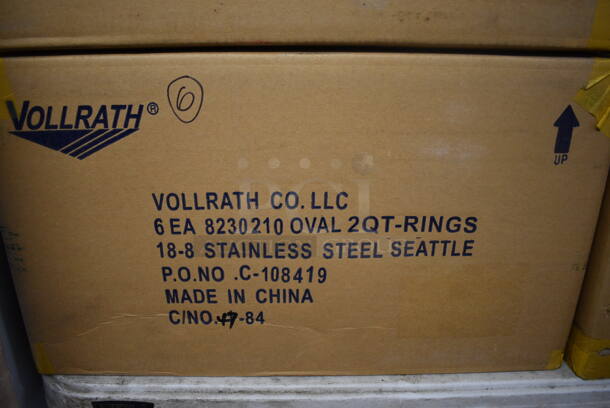 VOLLRATH®
6
UP
VOLLRATH CO. LLC
6 EA 8230210 OVAL 2QT-RINGS
18-8 STAINLESS STEEL SEATTLE
P.O.NO .C-108419
MADE IN CHINA
C/NO.47-84